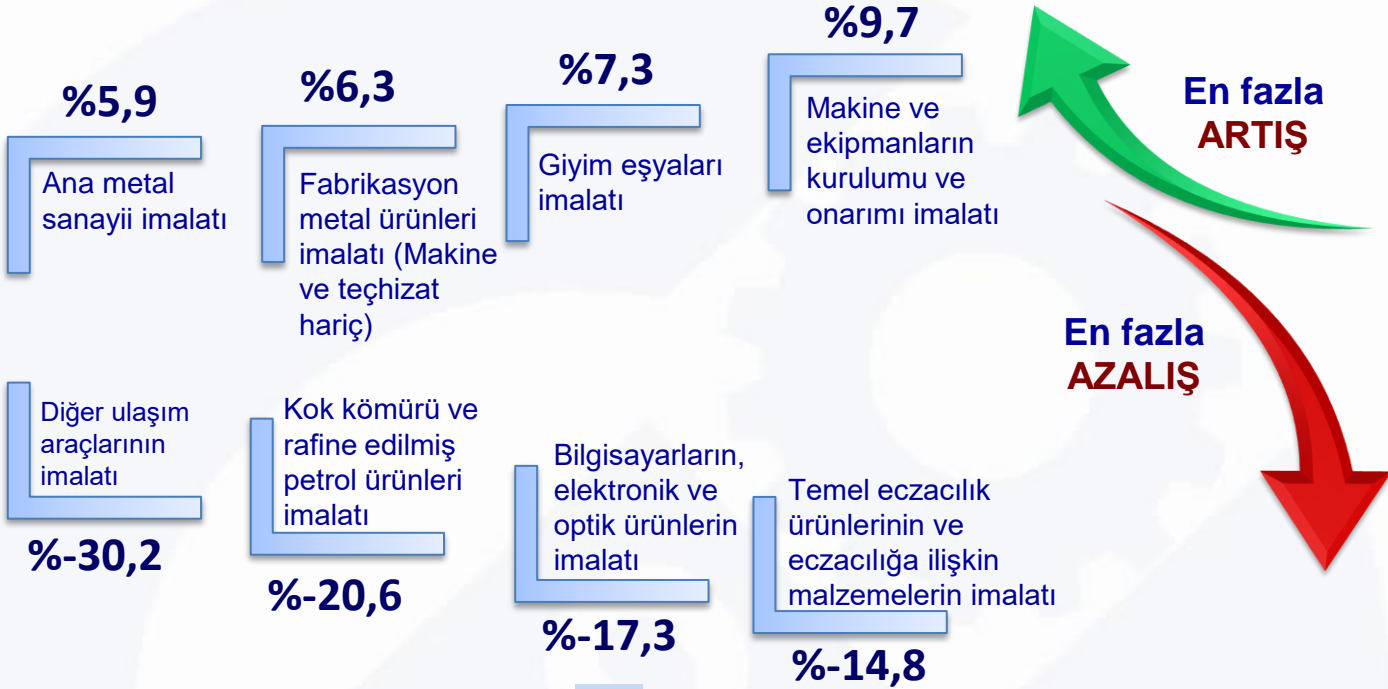 %5,9
Ana metal
sanayii imalatı
%6,3
Fabrikasyon
metal ürünleri
imalatı (Makine
ve teçhizat
hariç)
%7,3
Giyim eşyaları
imalatı
%9,7
Makine ve
ekipmanların
kurulumu ve
onarımı imalatı
En fazla
ARTIŞ
En fazla
AZALIŞ
Diğer ulaşım
araçlarının
imalatı
%-30,2
Kok kömürü ve
rafine edilmiş
petrol ürünleri
imalatı
%-20,6
Bilgisayarların,
elektronik ve
optik ürünlerin
imalatı
%-17,3
Temel eczacılık
ürünlerinin ve
eczacılığa ilişkin
malzemelerin imalatı
%-14,8